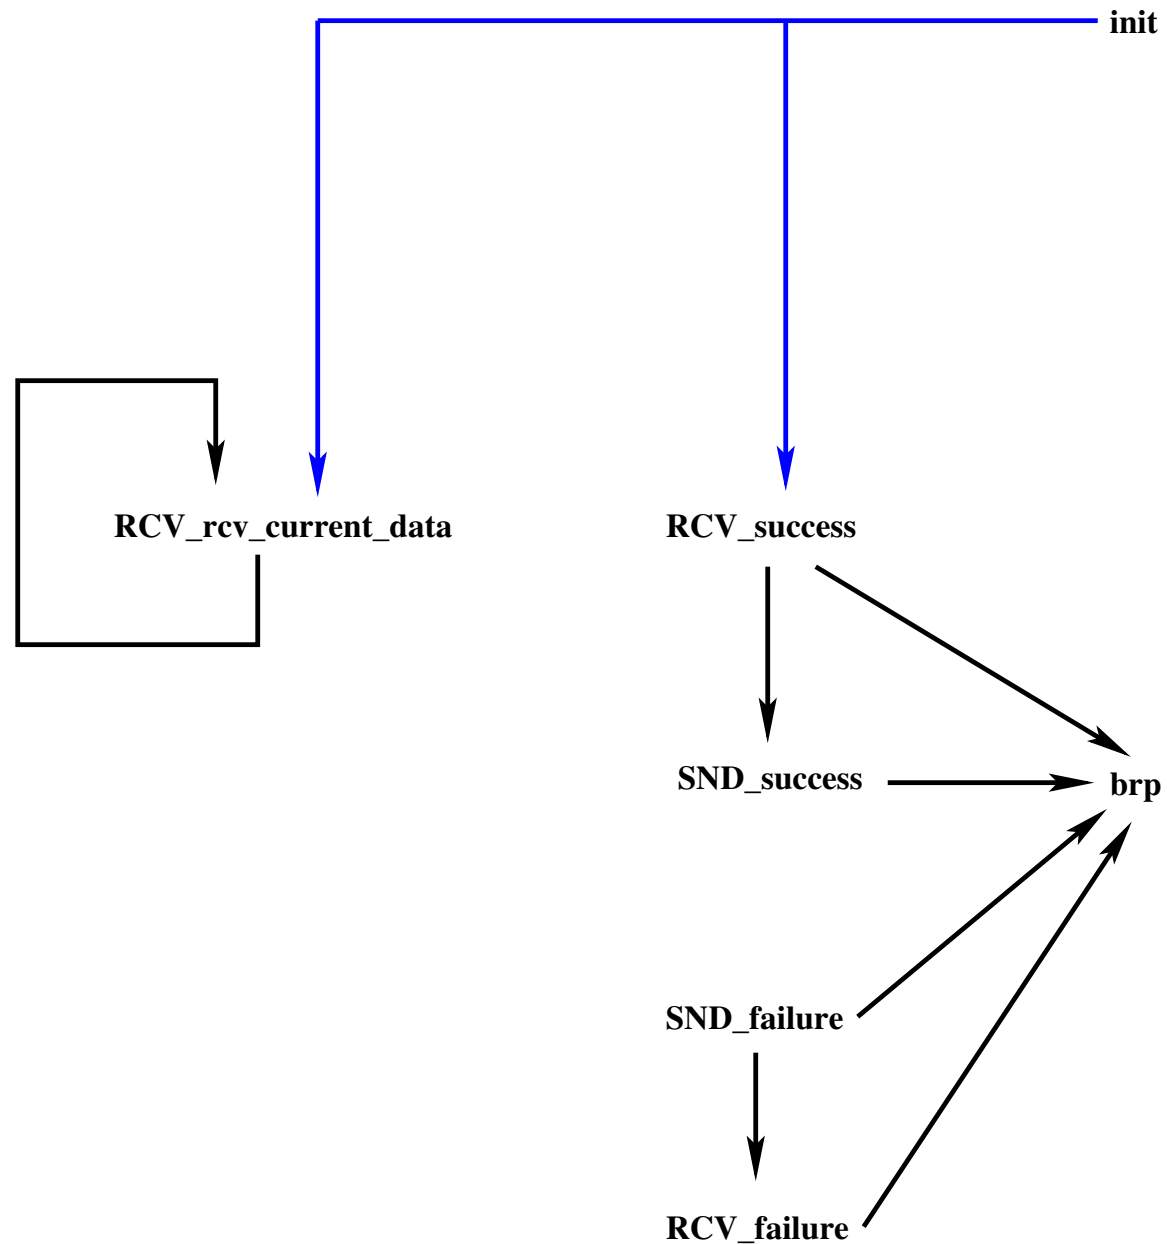 init
RCV_rcv_current_data
RCV_success
SND_success
brp
SND_failure
RCV_failure